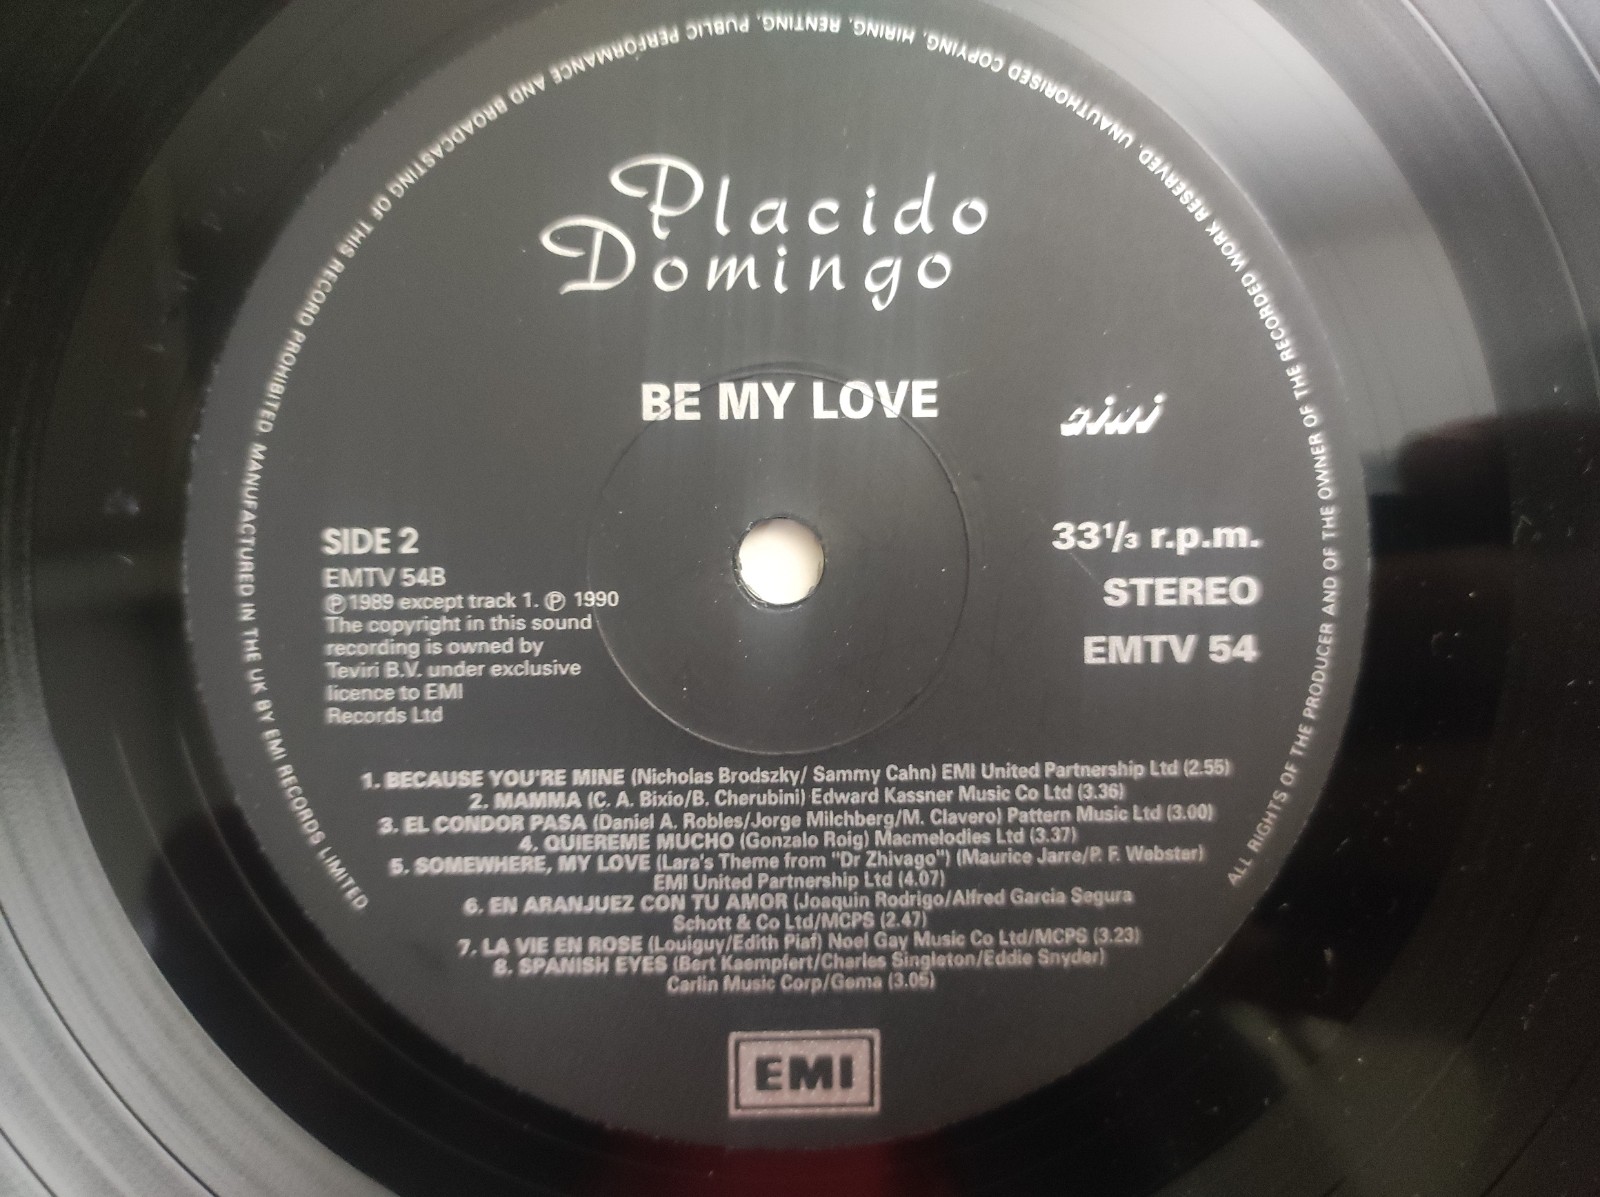 Placido
Domingo
BE MY LOVE
SIDE 2
EMTV 54B
℗1989 except track 1. ℗ 1990
The copyright in this sound
recording is owned by
Teviri B.V. under exclusive
licence to EMI
Records Ltd
33⅓ r.p.m.
STEREO
EMTV 54
1. BECAUSE YOU'RE MINE (Nicholas Brodszky/ Sammy Cahn) EMI United Partnership Ltd (2.55)
2. MAMMA (C. A. Bixio/B. Cherubini) Edward Kassner Music Co Ltd (3.36)
3. EL CONDOR PASA (Daniel A. Robles/Jorge Milchberg/M. Clavero) Pattern Music Ltd (3.00)
4. QUIEREME MUCHO (Gonzalo Roig) Macmelodies Ltd (3.37)
5. SOMEWHERE, MY LOVE (Lara's Theme from "Dr Zhivago") (Maurice Jarre/P. F. Webster)
EMI United Partnership Ltd (4.07)
6. EN ARANJUEZ CON TU AMOR (Joaquin Rodrigo/Alfred Garcia Segura
Schott & Co Ltd/MCPS (2.47)
7. LA VIE EN ROSE (Louiguy/Edith Piaf) Noel Gay Music Co Ltd/MCPS (3.23)
8. SPANISH EYES (Bert Kaempfert/Charles Singleton/Eddie Snyder)
Carlin Music Corp/Gema (3.05)
EMI
ALL RIGHTS OF THE PRODUCER AND OF THE OWNER OF THE RECORDED WORK RESERVED. UNAUTHORISED COPYING, HIRING, RENTING, PUBLIC PERFORMANCE AND BROADCASTING OF THIS RECORD PROHIBITED. MANUFACTURED IN THE UK BY EMI RECORDS LIMITED